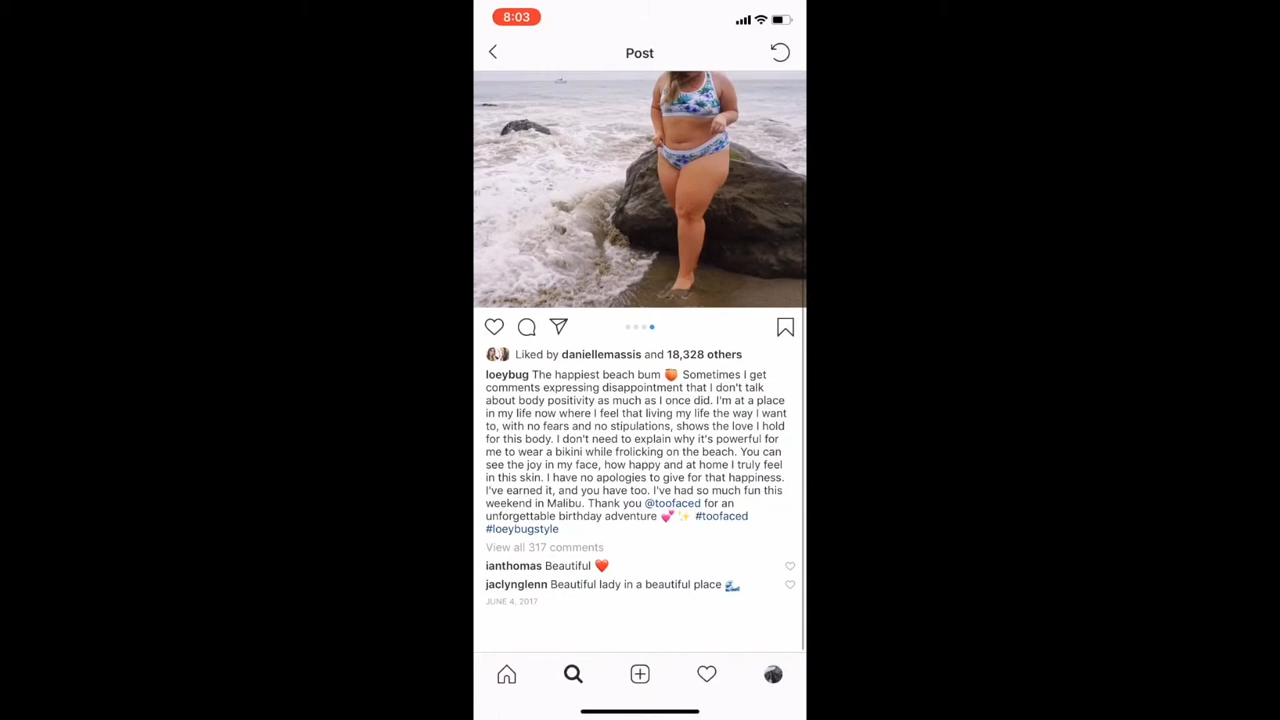 8:03
Post
Liked by daniellemassis and 18,328 others
loeybug The happiest beach bum 🍑 Sometimes I get
comments expressing disappointment that I don't talk
about body positivity as much as I once did. I'm at a place
in my life now where I feel that living my life the way I want
to, with no fears and no stipulations, shows the love I hold
for this body. I don't need to explain why it's powerful for
me to wear a bikini while frolicking on the beach. You can
see the joy in my face, how happy and at home I truly feel
in this skin. I have no apologies to give for that happiness.
I've earned it, and you have too. I've had so much fun this
weekend in Malibu. Thank you @toofaced for an
unforgettable birthday adventure 💕 ✨ #toofaced
#loeybugstyle
View all 317 comments
ianthomas Beautiful ❤️
jaclynglenn Beautiful lady in a beautiful place 🌊
JUNE 4, 2017